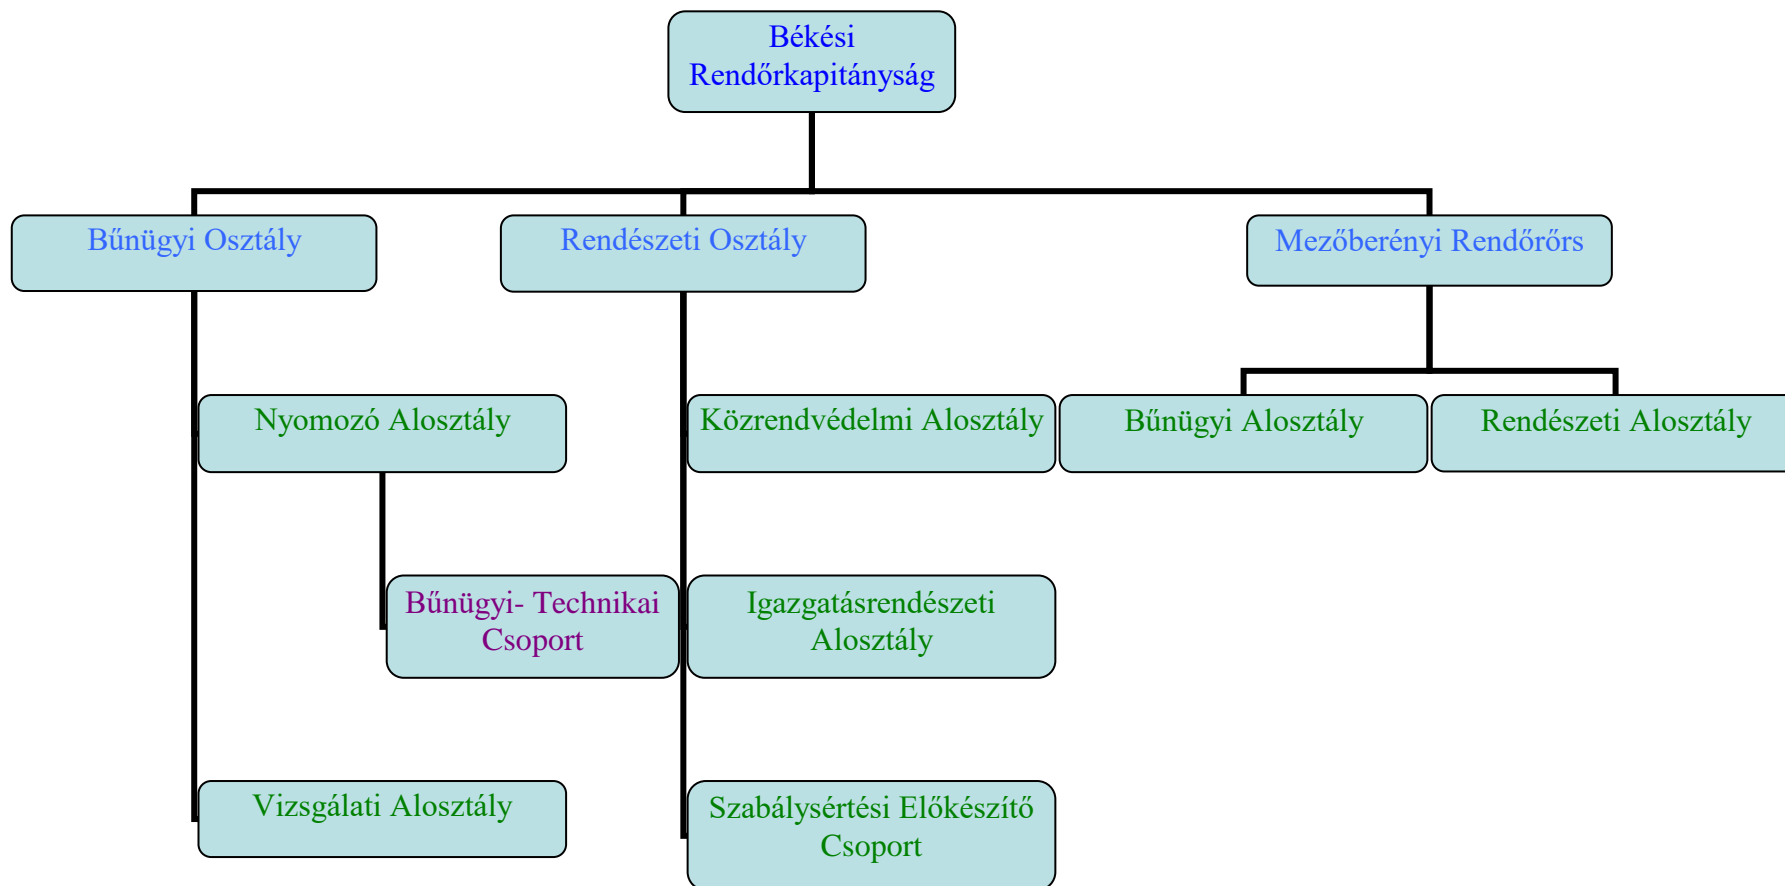 Békési
Rendőrkapitányság
Bűnügyi Osztály
Rendészeti Osztály
Mezőberényi Rendőrörs
Nyomozó Alosztály
Közrendvédelmi Alosztály
Bűnügyi Alosztály
Rendészeti Alosztály
Bűnügyi- Technikai
Csoport
Igazgatásrendészeti
Alosztály
Vizsgálati Alosztály
Szabálysértési Előkészítő
Csoport